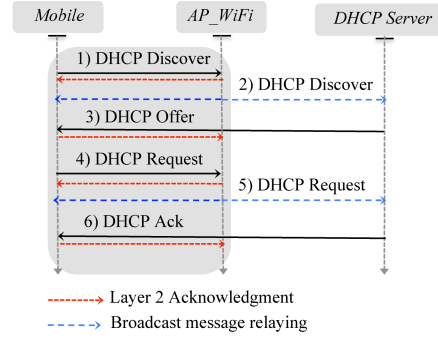 Mobile
AP_WiFi
DHCP Server
1) DHCP Discover
2) DHCP Discover
3) DHCP Offer
4) DHCP Request
5) DHCP Request
6) DHCP Ack
Layer 2 Acknowledgment
Broadcast message relaying